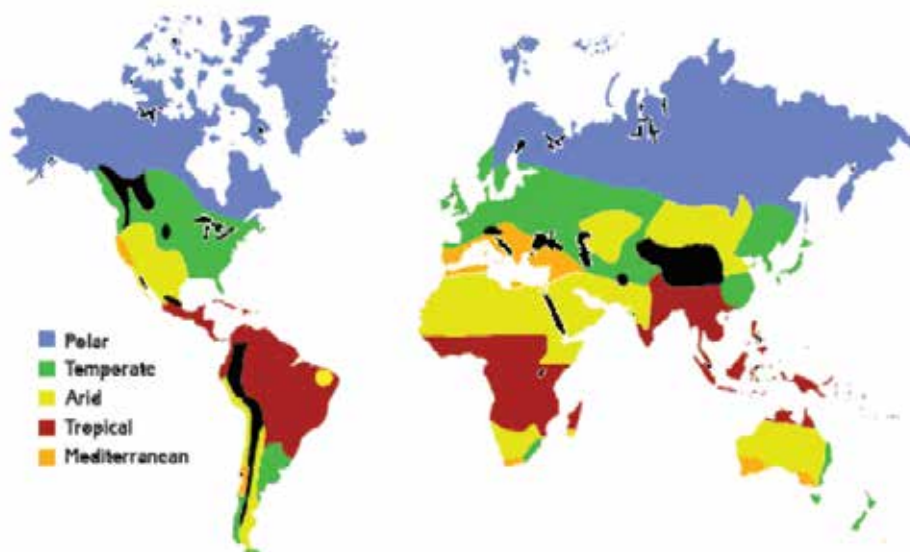 Polar
Temperate
Arid
Tropical
Mediterranean